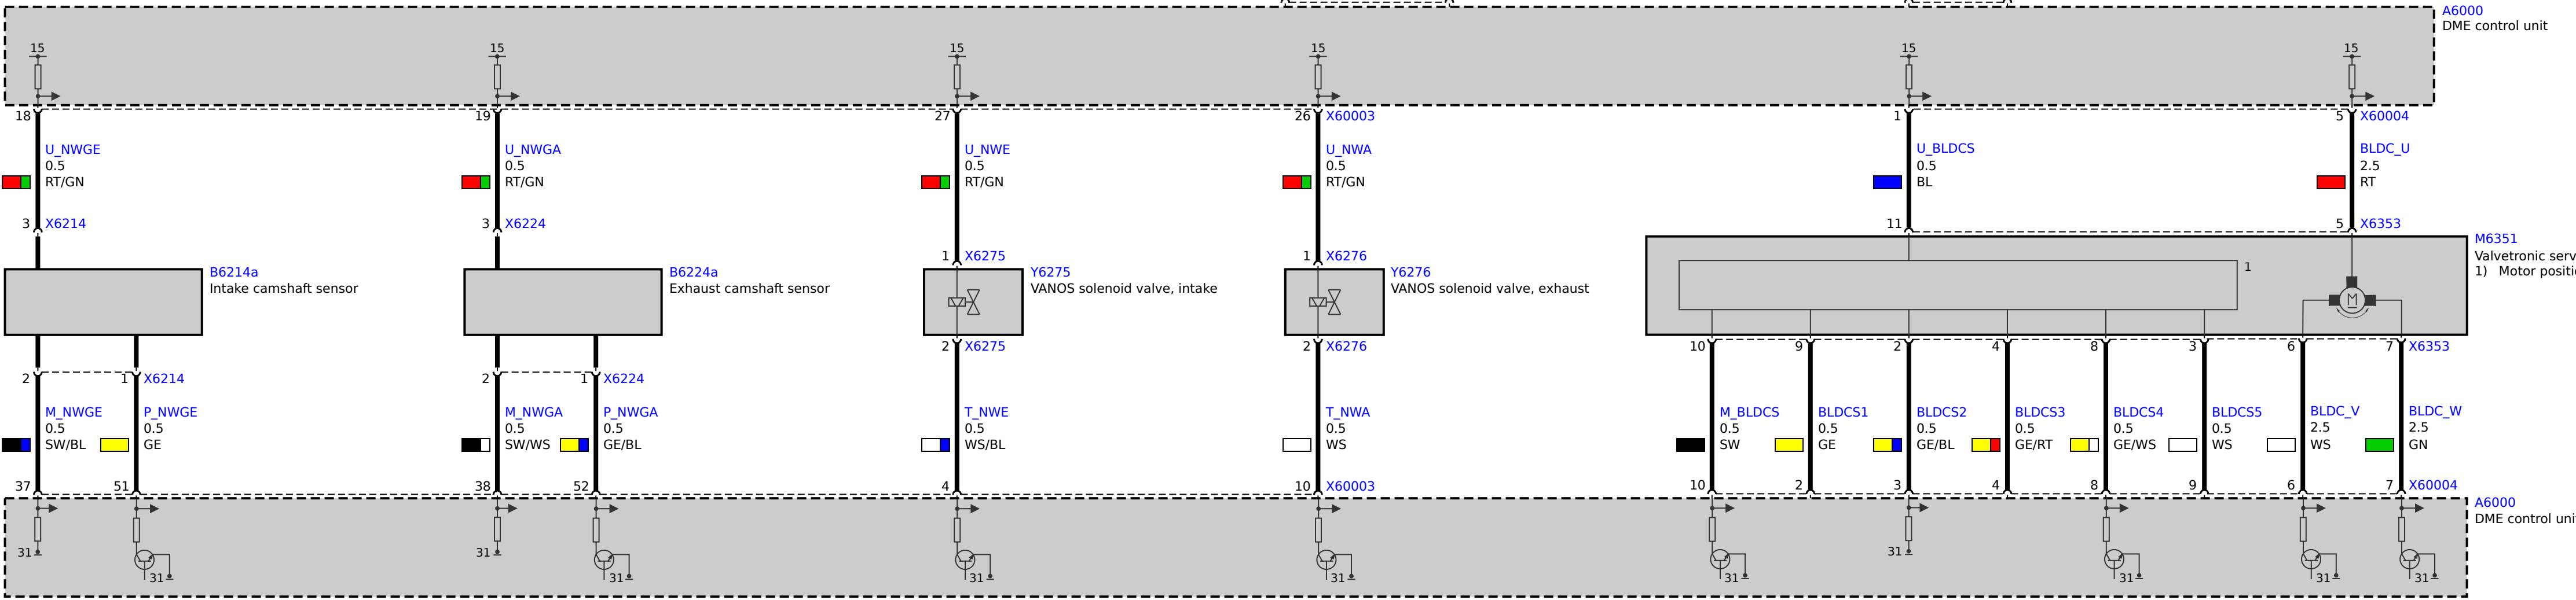 A6000
DME control unit
15 15 15 15 15 15
18 19 27 26 X60003 1 5 X60004
U_NWGE U_NWGA U_NWE U_NWA U_BLDCS BLDC_U
0.5 0.5 0.5 0.5 0.5 2.5
RT/GN RT/GN RT/GN RT/GN BL RT
3 X6214 3 X6224 11 5 X6353
M6351
1 X6275 1 X6276 Valvetronic serv
B6214a B6224a Y6275 Y6276 1 1) Motor positi
Intake camshaft sensor Exhaust camshaft sensor VANOS solenoid valve, intake VANOS solenoid valve, exhaust
M
2 X6275 2 X6276 10 9 2 4 8 3 6 7 X6353
2 1 X6214 2 1 X6224
M_NWGE P_NWGE M_NWGA P_NWGA T_NWE T_NWA M_BLDCS BLDCS1 BLDCS2 BLDCS3 BLDCS4 BLDCS5 BLDC_V BLDC_W
0.5 0.5 0.5 0.5 0.5 0.5 0.5 0.5 0.5 0.5 0.5 0.5 2.5 2.5
SW/BL GE SW/WS GE/BL WS/BL WS SW GE GE/BL GE/RT GE/WS WS WS GN
37 51 38 52 4 10 X60003 10 2 3 4 8 9 6 7 X60004
A6000
DME control uni
31 31 31
31 31 31 31 31 31 31 31